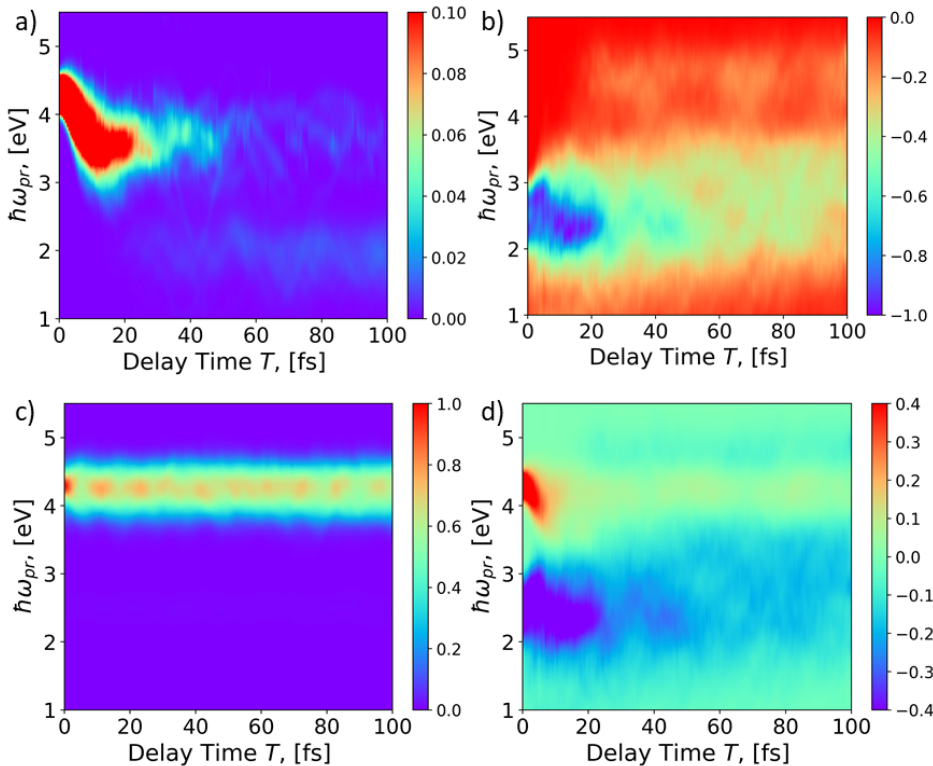 a)
0.10
0.08
0.06
0.04
0.02
0.00
5
4
3
2
1
ħω_pr, [eV]
0 20 40 60 80 100
Delay Time T, [fs]
b)
0.0
−0.2
−0.4
−0.6
−0.8
−1.0
5
4
3
2
1
ħω_pr, [eV]
0 20 40 60 80 100
Delay Time T, [fs]
c)
1.0
0.8
0.6
0.4
0.2
0.0
5
4
3
2
1
ħω_pr, [eV]
0 20 40 60 80 100
Delay Time T, [fs]
d)
0.4
0.3
0.2
0.1
0.0
−0.1
−0.2
−0.3
−0.4
5
4
3
2
1
ħω_pr, [eV]
0 20 40 60 80 100
Delay Time T, [fs]